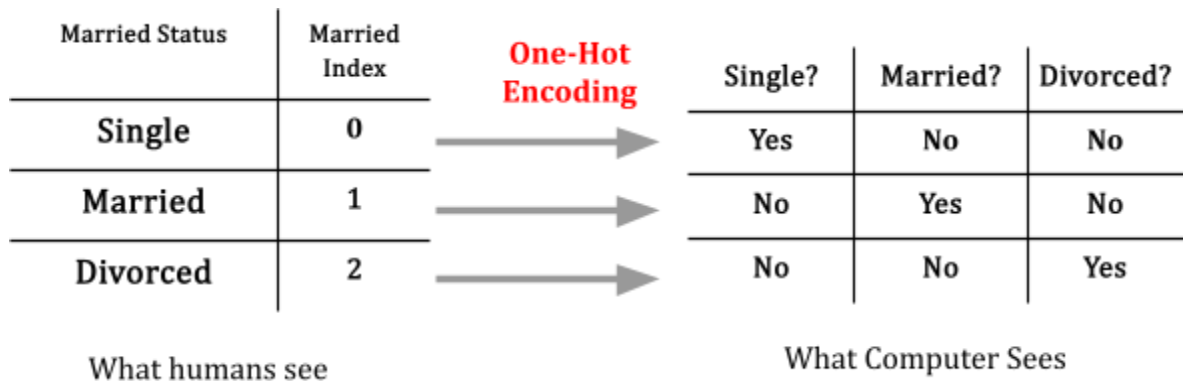 Married Status
Married
Index
Single 0
Married 1
Divorced 2
What humans see
One-Hot
Encoding
Single? Married? Divorced?
Yes No No
No Yes No
No No Yes
What Computer Sees